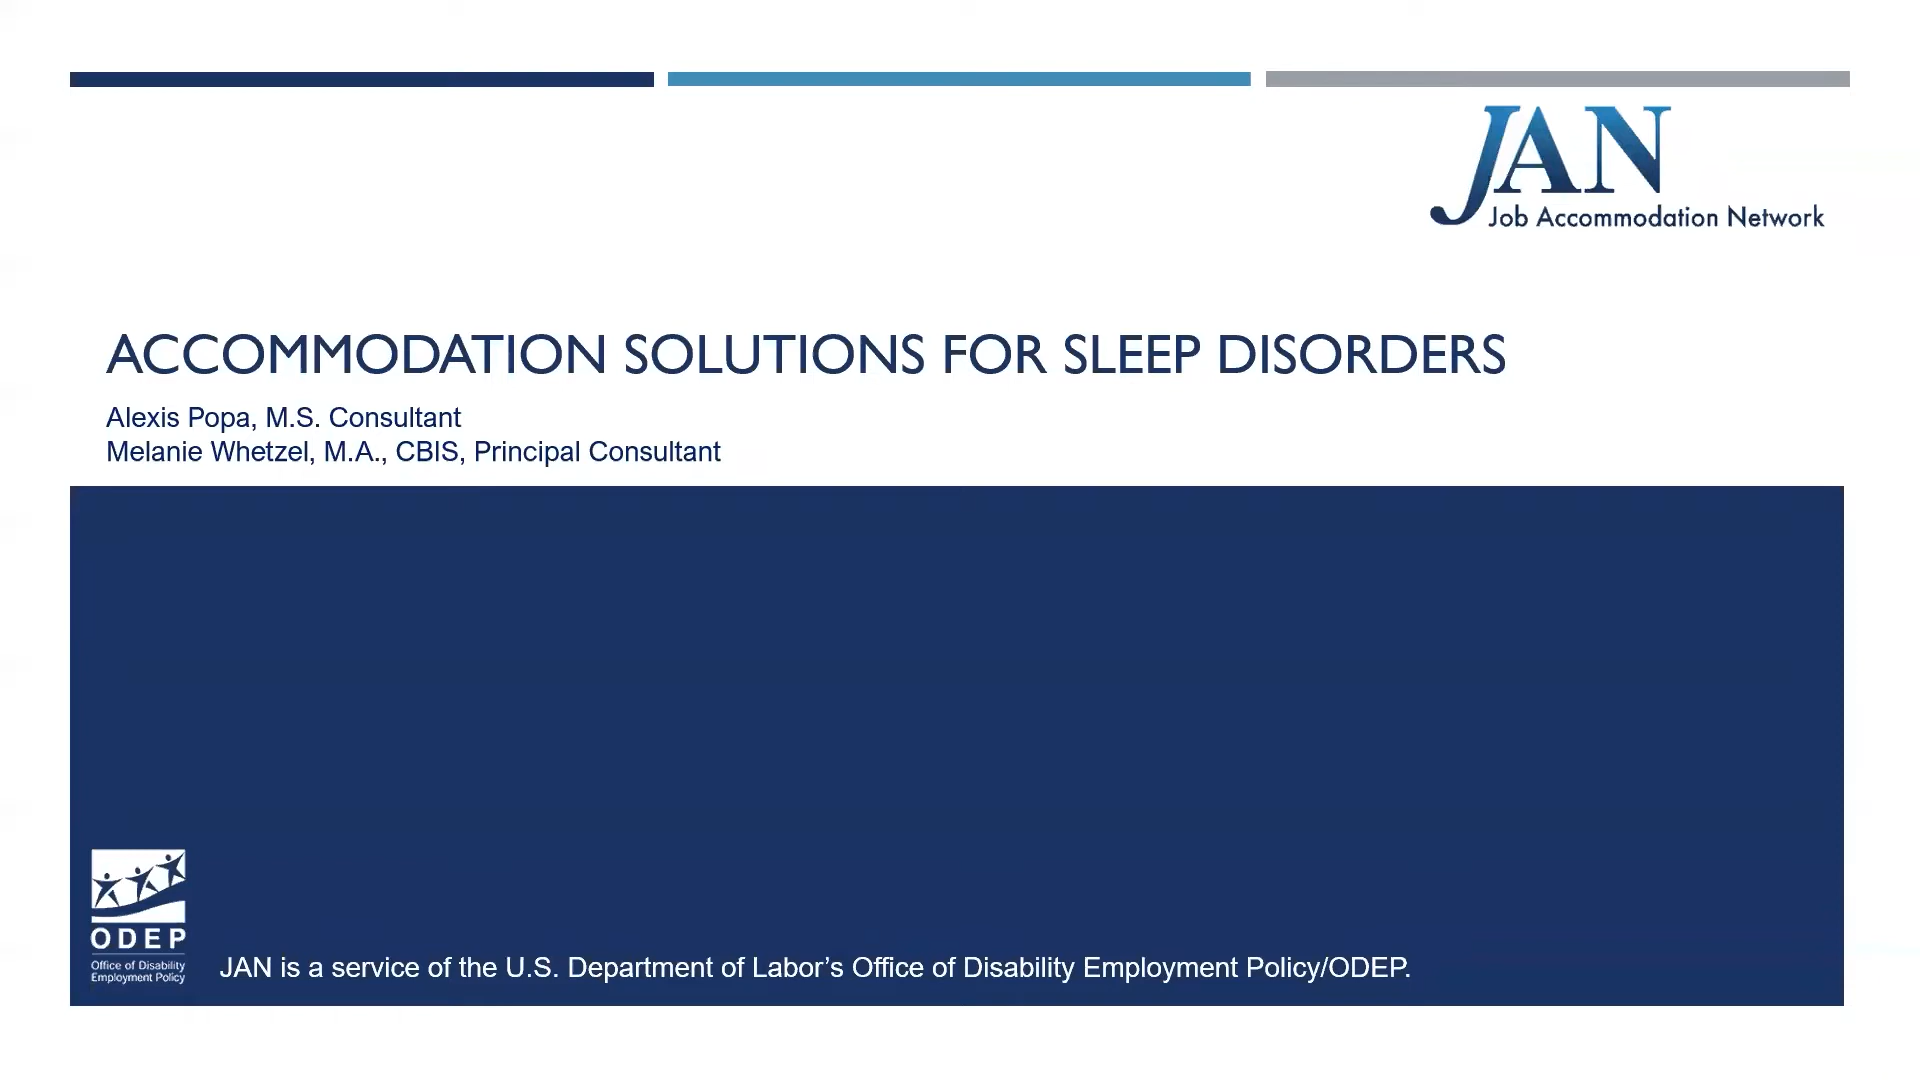 JAN
Job Accommodation Network
ACCOMMODATION SOLUTIONS FOR SLEEP DISORDERS
Alexis Popa, M.S. Consultant
Melanie Whetzel, M.A., CBIS, Principal Consultant
ODEP
Office of Disability
Employment Policy
JAN is a service of the U.S. Department of Labor’s Office of Disability Employment Policy/ODEP.